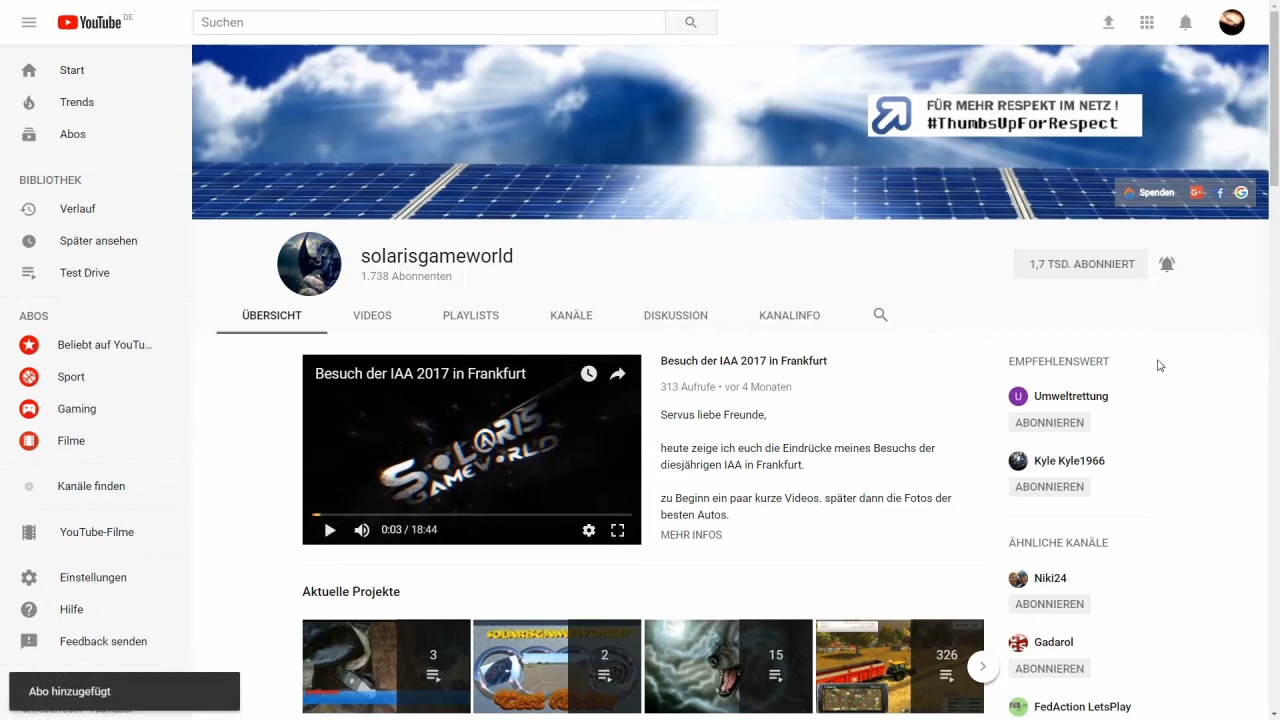 YouTube DE
Suchen
Start
Trends
Abos
BIBLIOTHEK
Verlauf
Später ansehen
Test Drive
ABOS
Beliebt auf YouTu...
Sport
Gaming
Filme
Kanäle finden
YouTube-Filme
Einstellungen
Hilfe
Feedback senden
Abo hinzugefügt
FÜR MEHR RESPEKT IM NETZ !
#ThumbsUpForRespect
Spenden
solarisgameworld
1.738 Abonnenten
1,7 TSD. ABONNIERT
ÜBERSICHT
VIDEOS
PLAYLISTS
KANÄLE
DISKUSSION
KANALINFO
Besuch der IAA 2017 in Frankfurt
SOLARIS
GAMEWORLD
0:03 / 18:44
Besuch der IAA 2017 in Frankfurt
313 Aufrufe • vor 4 Monaten
Servus liebe Freunde,
heute zeige ich euch die Eindrücke meines Besuchs der
diesjährigen IAA in Frankfurt.
zu Beginn ein paar kurze Videos. später dann die Fotos der
besten Autos.
MEHR INFOS
Aktuelle Projekte
3
SOLARISGAMEWORLD
2
15
326
EMPFEHLENSWERT
U
Umweltrettung
ABONNIEREN
Kyle Kyle1966
ABONNIEREN
ÄHNLICHE KANÄLE
Niki24
ABONNIEREN
Gadarol
ABONNIEREN
FedAction LetsPlay